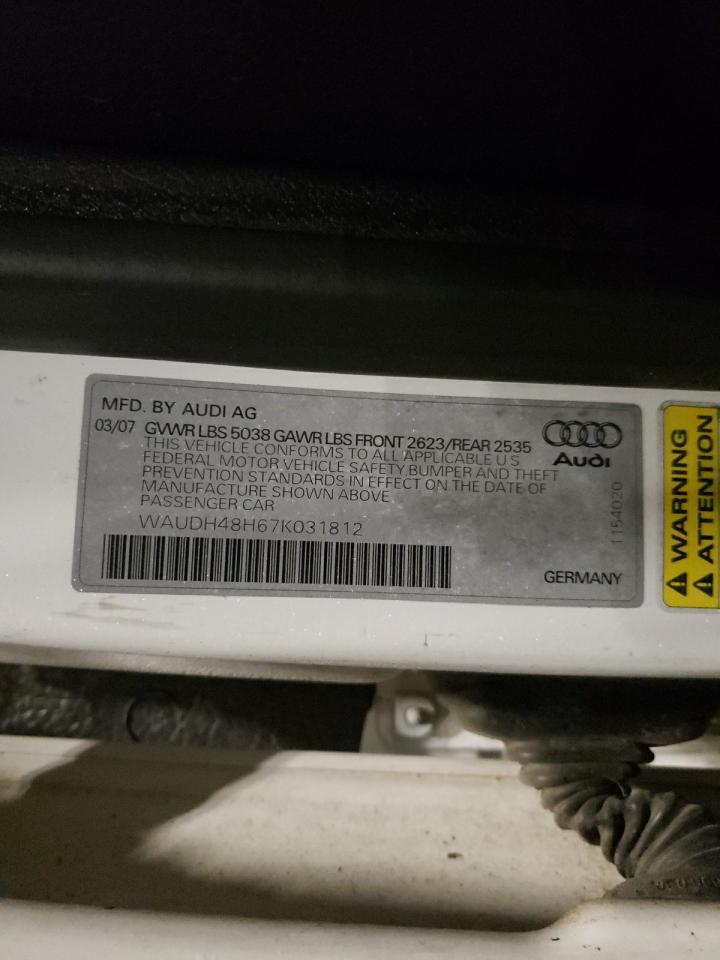 MFD. BY AUDI AG
03/07 GVWR LBS 5038 GAWR LBS FRONT 2623/REAR 2535
THIS VEHICLE CONFORMS TO ALL APPLICABLE U S
FEDERAL MOTOR VEHICLE SAFETY, BUMPER AND THEFT
PREVENTION STANDARDS IN EFFECT ON THE DATE OF
MANUFACTURE SHOWN ABOVE
PASSENGER CAR
WAUDH48H67K031812
Audi
1154020
GERMANY
WARNING
ATTENTION